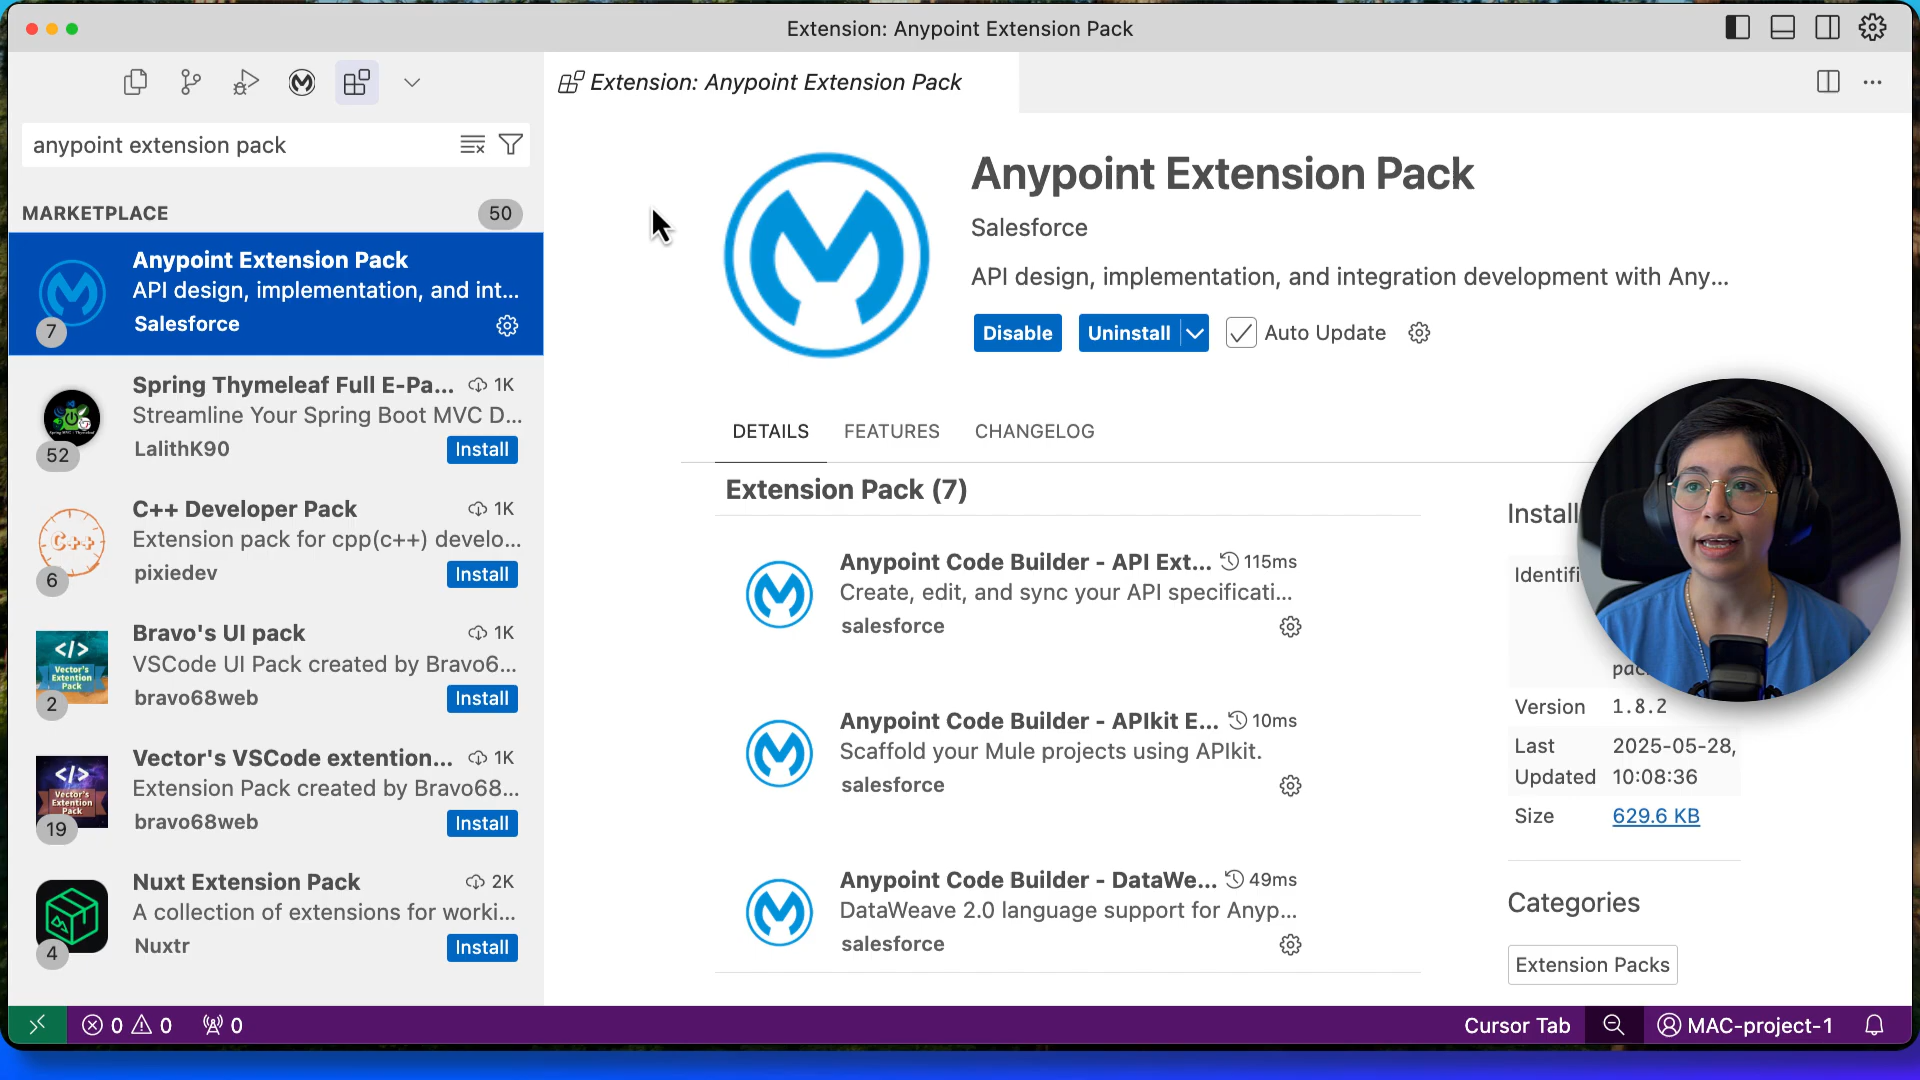 Extension: Anypoint Extension Pack
Extension: Anypoint Extension Pack
anypoint extension pack
MARKETPLACE
50
Anypoint Extension Pack
API design, implementation, and int...
Salesforce
7
Spring Thymeleaf Full E-Pa...
1K
Streamline Your Spring Boot MVC D...
LalithK90
Install
52
C++ Developer Pack
1K
C++
Extension pack for cpp(c++) develo...
pixiedev
Install
6
Bravo's UI pack
1K
</>
Vector's
Extention
Pack
VSCode UI Pack created by Bravo6...
bravo68web
Install
2
Vector's VSCode extention...
1K
</>
Vector's
Extention
Pack
Extension Pack created by Bravo68...
bravo68web
Install
19
Nuxt Extension Pack
2K
A collection of extensions for worki...
Nuxtr
Install
4
Anypoint Extension Pack
Salesforce
API design, implementation, and integration development with Any...
Disable
Uninstall
Auto Update
DETAILS
FEATURES
CHANGELOG
Extension Pack (7)
Anypoint Code Builder - API Ext...
115ms
Create, edit, and sync your API specificati...
salesforce
Anypoint Code Builder - APIkit E...
10ms
Scaffold your Mule projects using APIkit.
salesforce
Anypoint Code Builder - DataWe...
49ms
DataWeave 2.0 language support for Anyp...
salesforce
Install
Identifi
pac
Version 1.8.2
Last 2025-05-28,
Updated 10:08:36
Size 629.6 KB
Categories
Extension Packs
0
0
0
Cursor Tab
MAC-project-1